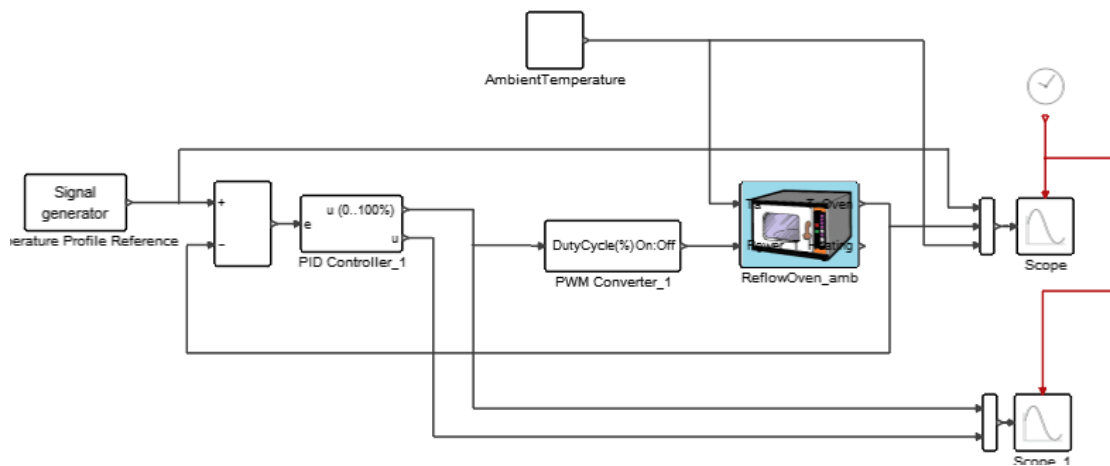 AmbientTemperature
Signal
generator
perature Profile Reference
+
−
e
u (0..100%)
u
PID Controller_1
DutyCycle(%) On:Off
PWM Converter_1
Ta
T_Oven
Power_1
Heating
ReflowOven_amb
Scope
Scope_1